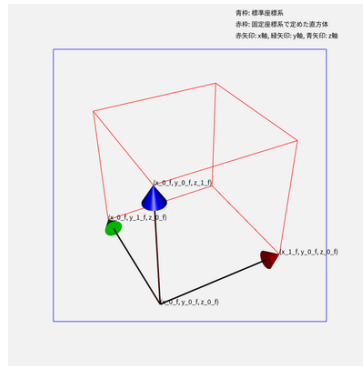 青枠: 標準座標系
赤枠: 固定座標系で定めた直方体
赤矢印: x軸, 緑矢印: y軸, 青矢印: z軸
(x_0_f, y_0_f, z_1_f)
(x_0_f, y_1_f, z_0_f)
(x_1_f, y_0_f, z_0_f)
(x_0_f, y_0_f, z_0_f)